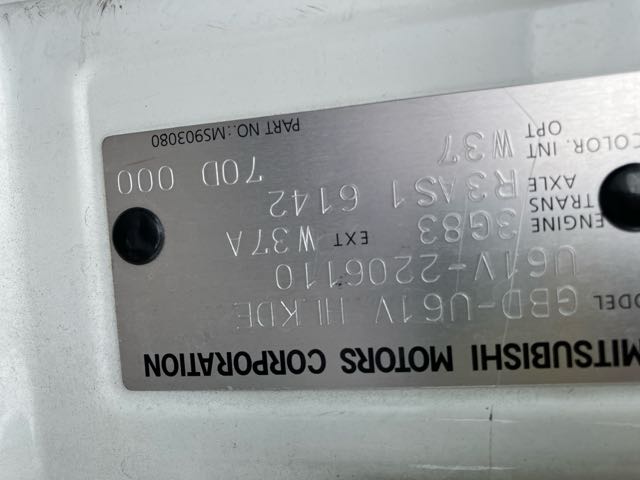 MITSUBISHI MOTORS CORPORATION
ODEL GBD-U61V HLKDE
U61V-2206110
ENGINE 3G83 EXT W37A
TRANS
AXLE R3AS1 6142
COLOR. INT W37 70D 000
OPT
PART NO.:MS903080